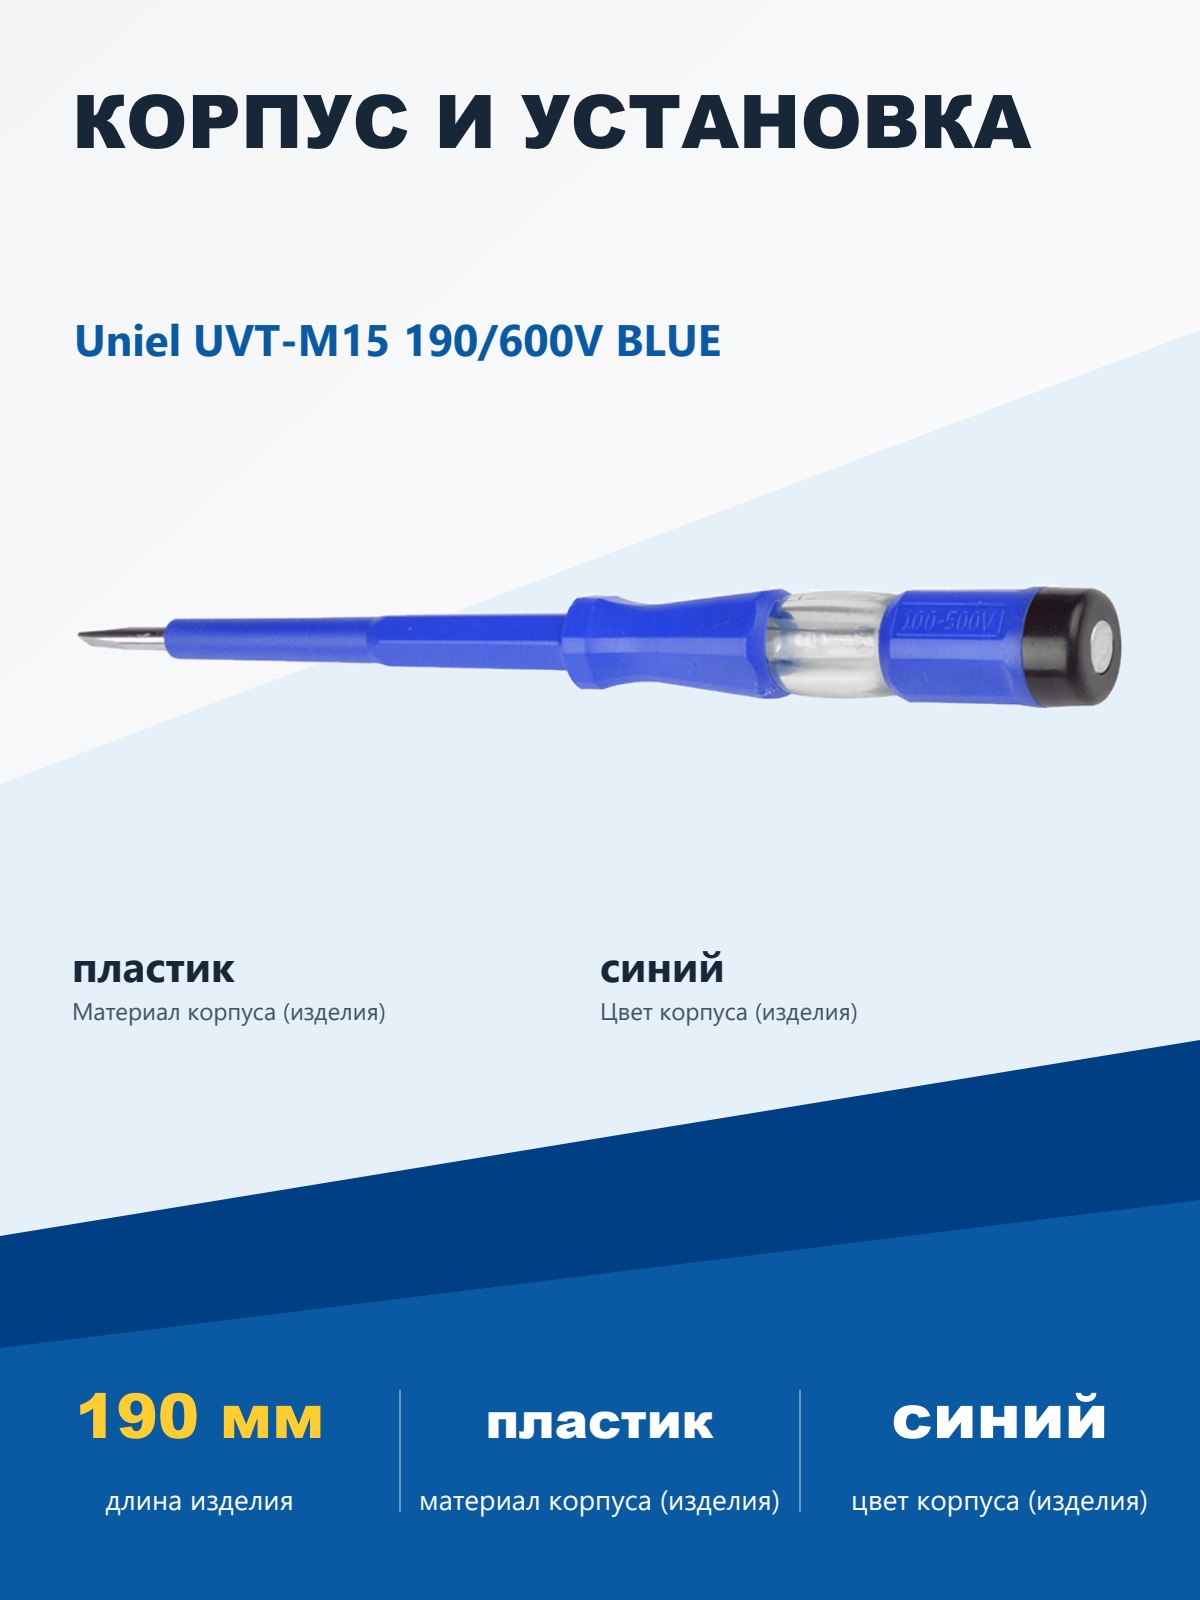 КОРПУС И УСТАНОВКА
Uniel UVT-M15 190/600V BLUE
100-500V
пластик
Материал корпуса (изделия)
синий
Цвет корпуса (изделия)
190 мм
длина изделия
пластик
материал корпуса (изделия)
синий
цвет корпуса (изделия)